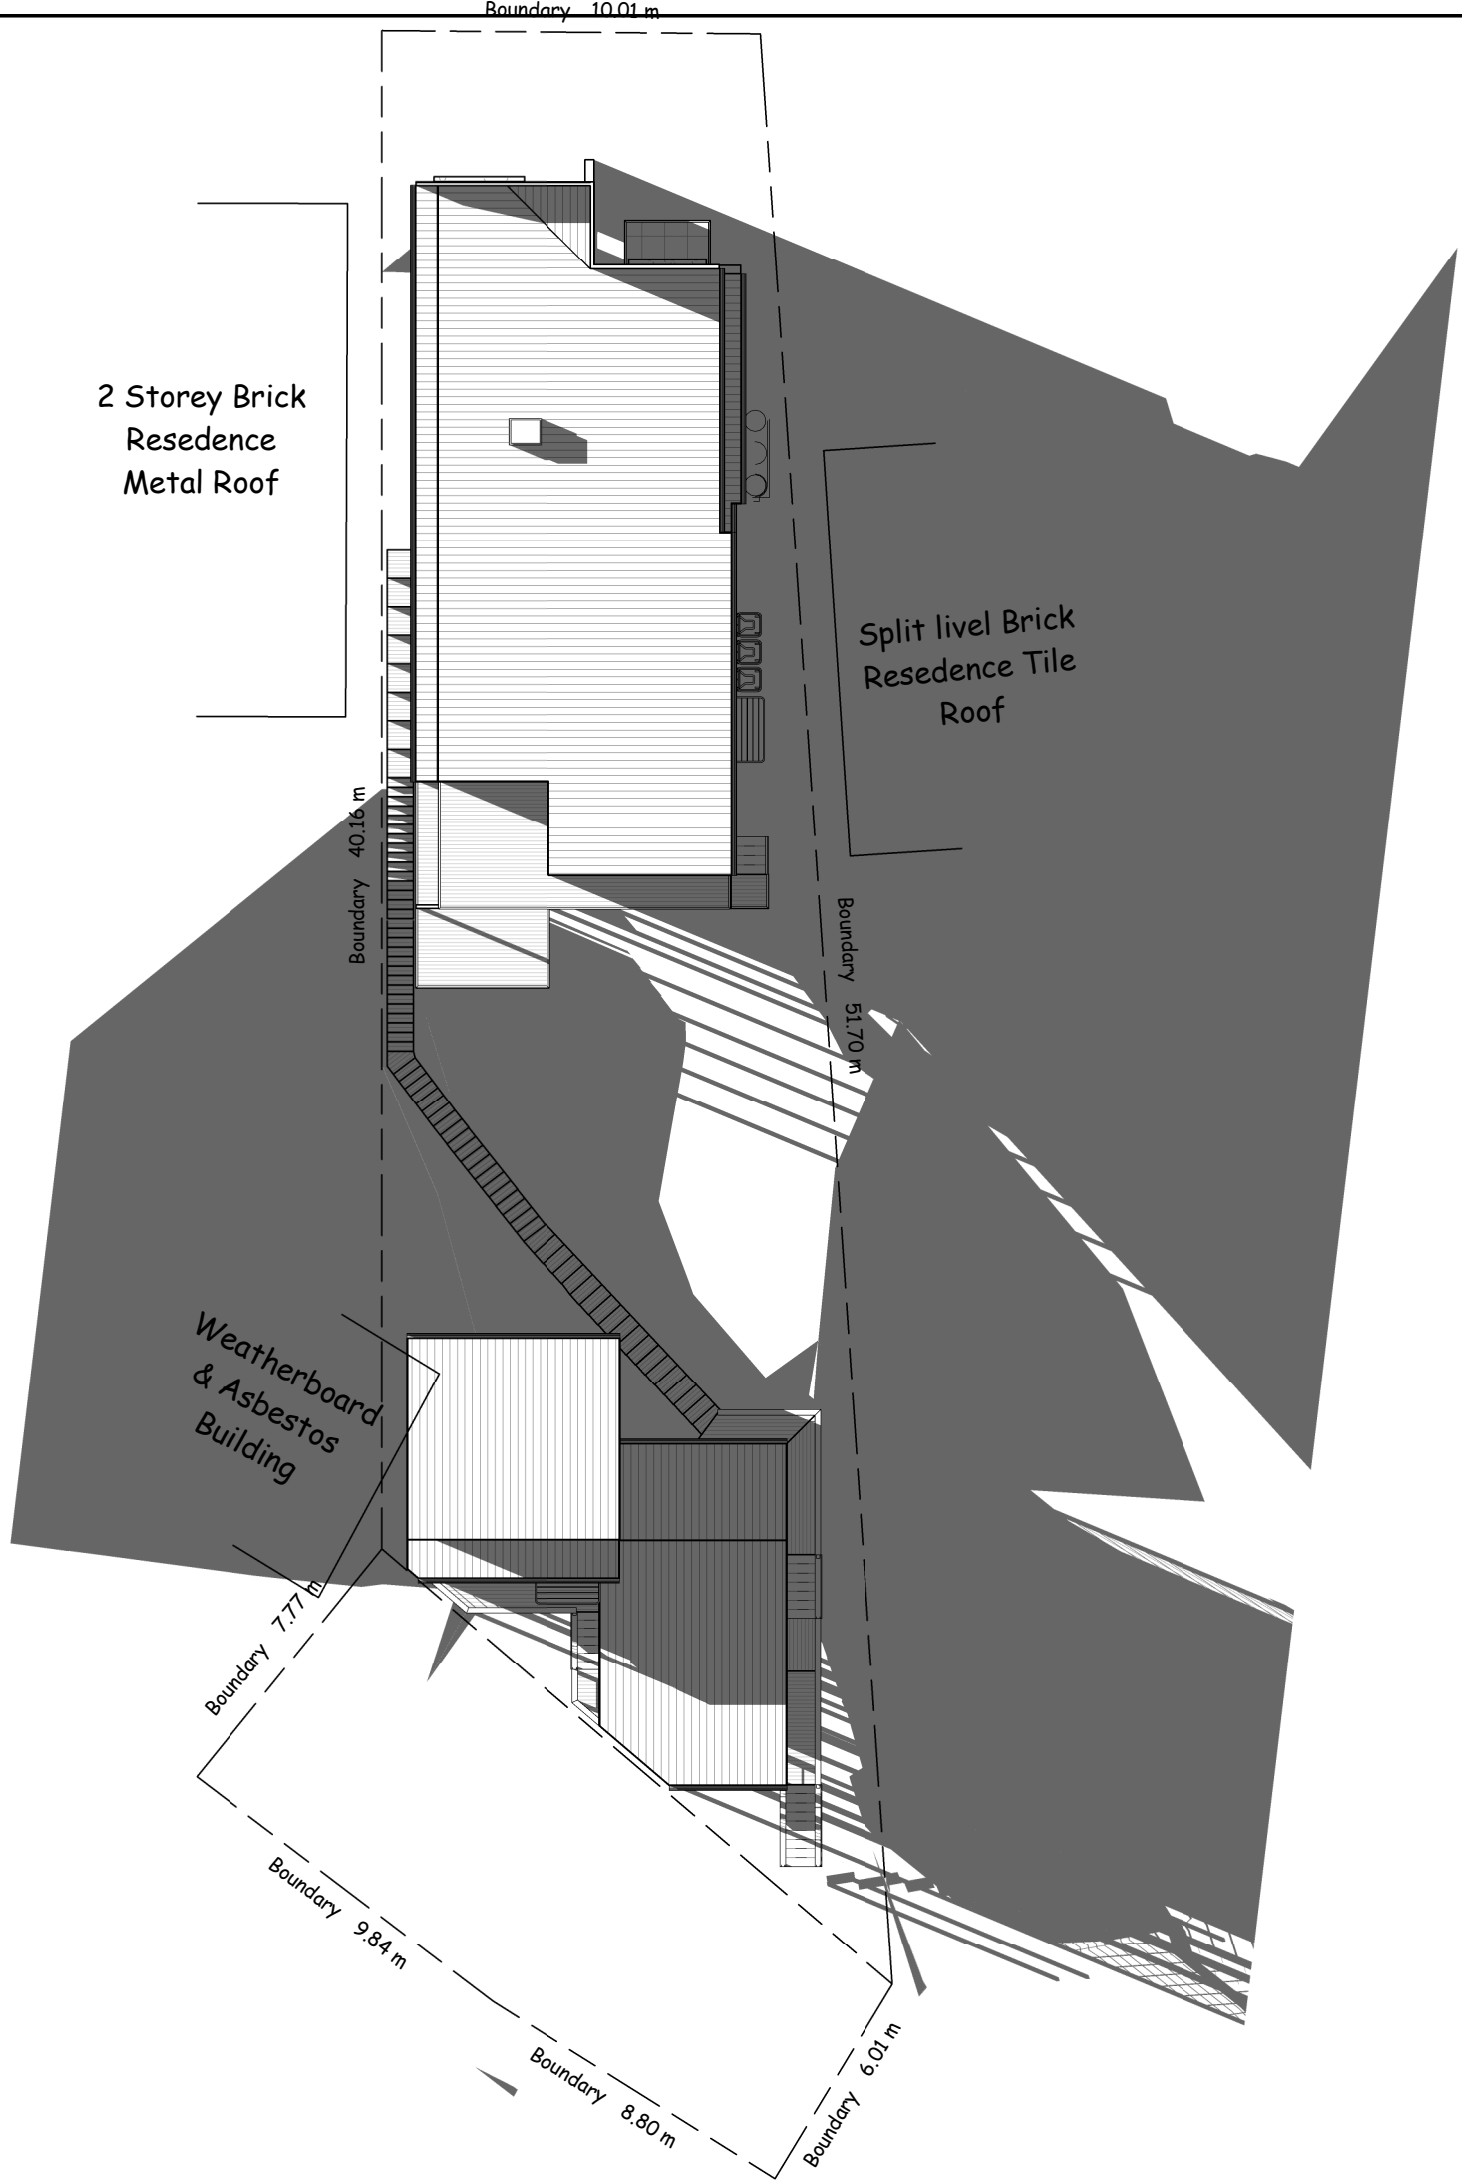 Boundary 10.01 m
2 Storey Brick
Resedence
Metal Roof
Split livel Brick
Resedence Tile
Roof
Boundary 40.16 m
Boundary 51.70 m
Weatherboard
& Asbestos
Building
Boundary 7.77 m
Boundary 9.84 m
Boundary 8.80 m
Boundary 6.01 m